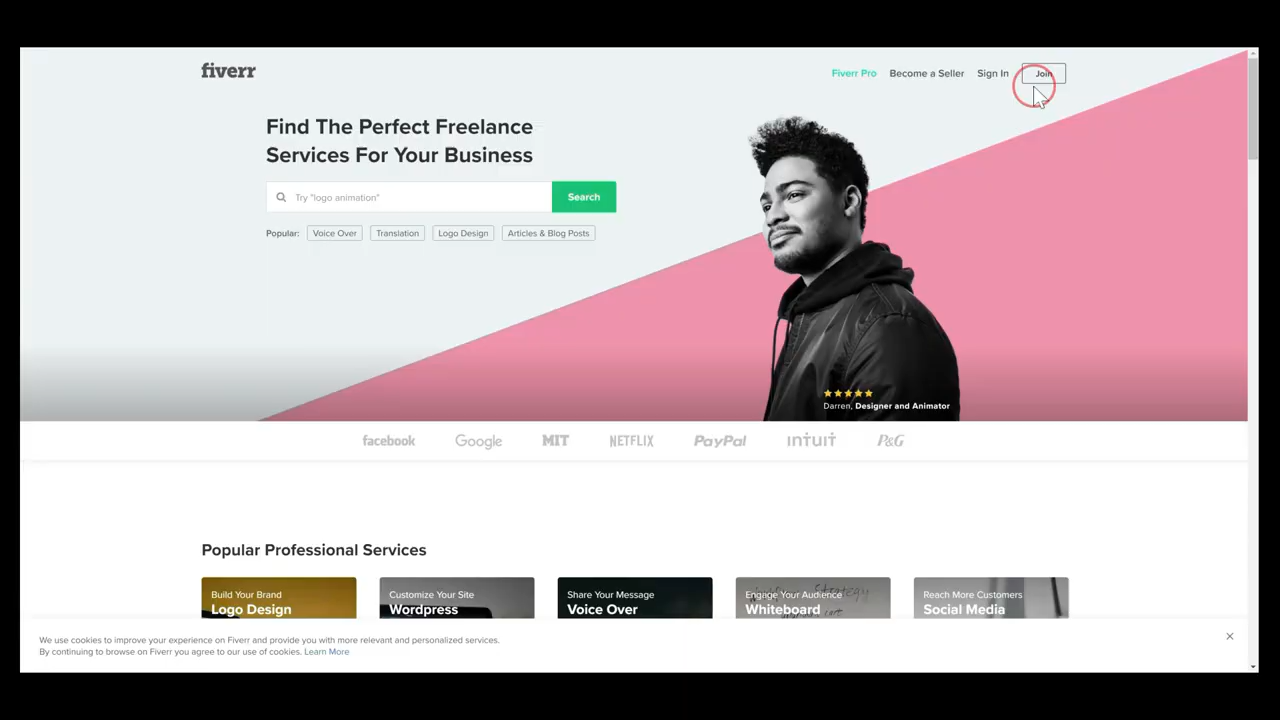 fiverr
Fiverr Pro
Become a Seller
Sign In
Join
Find The Perfect Freelance
Services For Your Business
Try "logo animation"
Search
Popular:
Voice Over
Translation
Logo Design
Articles & Blog Posts
Darren, Designer and Animator
facebook
Google
MIT
NETFLIX
PayPal
intuit
P&G
Popular Professional Services
Build Your Brand
Logo Design
Customize Your Site
Wordpress
Share Your Message
Voice Over
Engage Your Audience
Whiteboard
Reach More Customers
Social Media
We use cookies to improve your experience on Fiverr and provide you with more relevant and personalized services.
By continuing to browse on Fiverr you agree to our use of cookies. Learn More